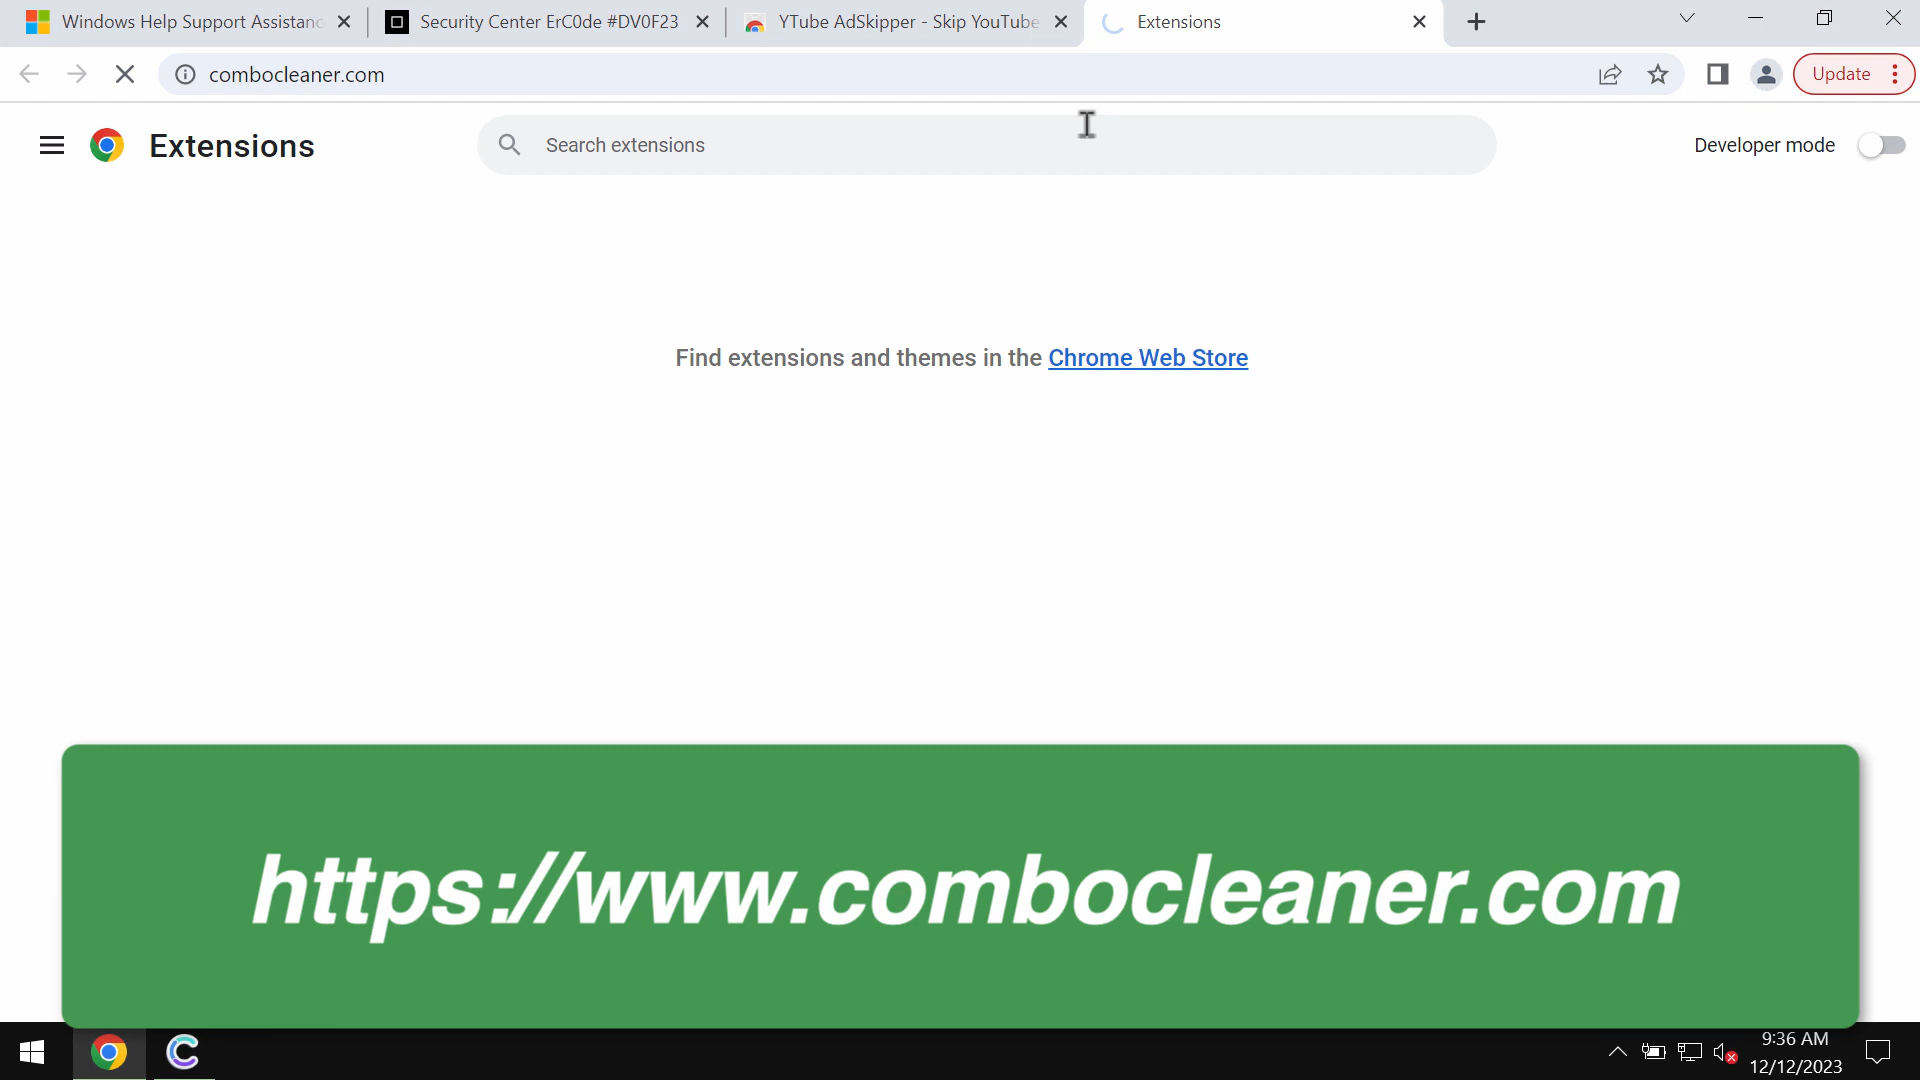 Windows Help Support Assistanc
Security Center ErC0de #DV0F23
YTube AdSkipper - Skip YouTube
Extensions
combocleaner.com
Update
Extensions
Search extensions
Developer mode
Find extensions and themes in the Chrome Web Store
https://www.combocleaner.com
9:36 AM
12/12/2023